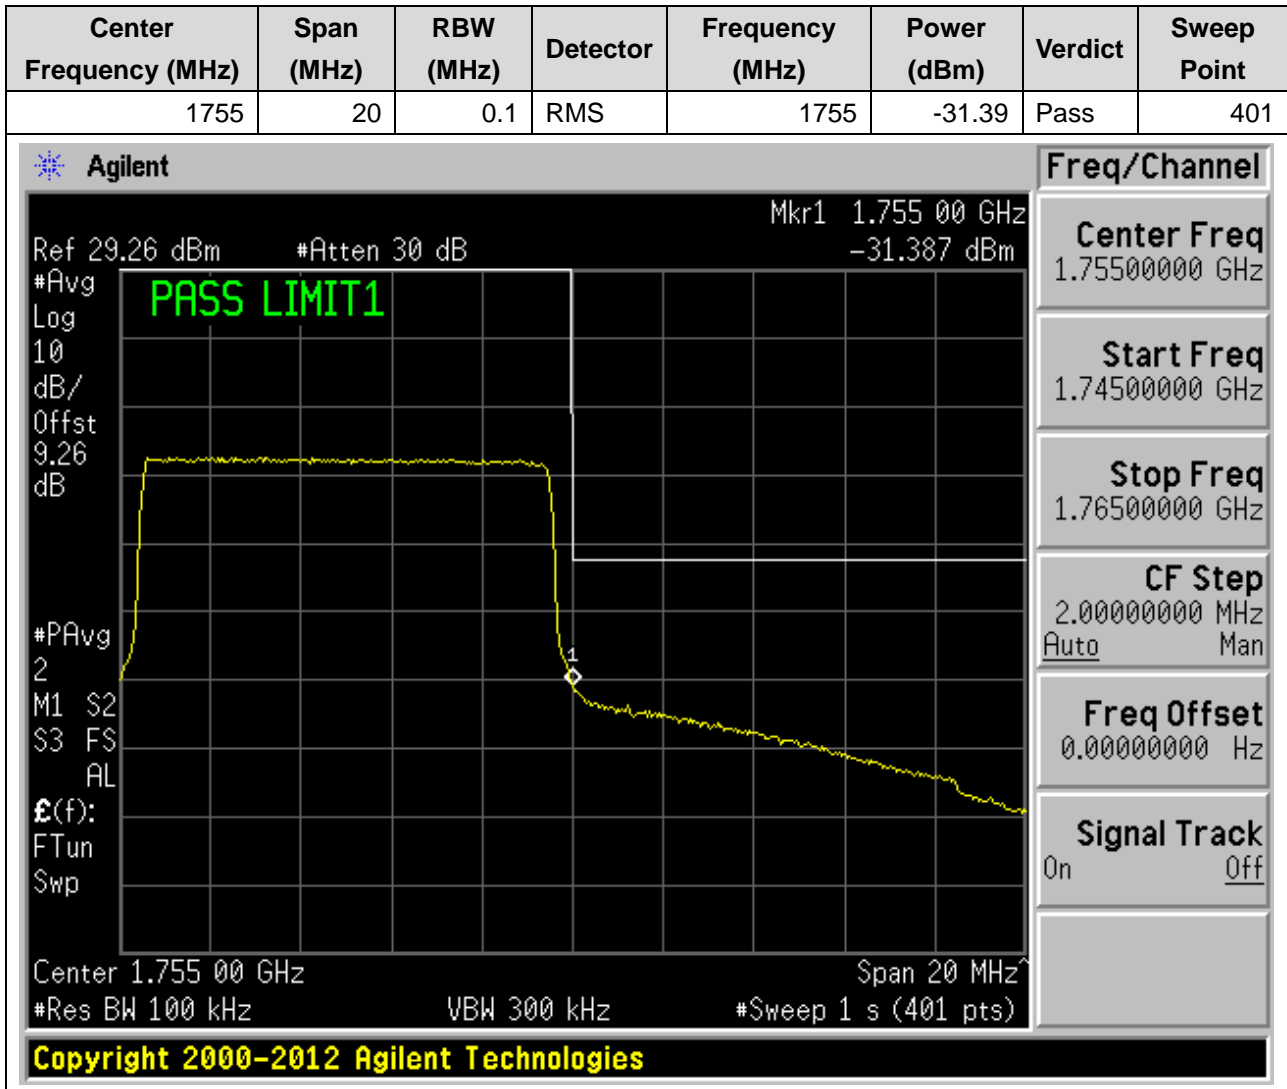 Center Frequency (MHz) Span (MHz) RBW (MHz) Detector Frequency (MHz) Power (dBm) Verdict Sweep Point
1755 20 0.1 RMS 1755 -31.39 Pass 401
Agilent
Freq/Channel
Mkr1 1.755 00 GHz
Ref 29.26 dBm #Atten 30 dB -31.387 dBm
#Avg
Log
10
dB/
Offst
9.26
dB
PASS LIMIT1
#PAvg
2
M1 S2
S3 FS
AL
£(f):
FTun
Swp
1
Center 1.755 00 GHz Span 20 MHz^
#Res BW 100 kHz VBW 300 kHz #Sweep 1 s (401 pts)
Center Freq
1.75500000 GHz
Start Freq
1.74500000 GHz
Stop Freq
1.76500000 GHz
CF Step
2.00000000 MHz
Auto Man
Freq Offset
0.00000000 Hz
Signal Track
On Off
Copyright 2000-2012 Agilent Technologies